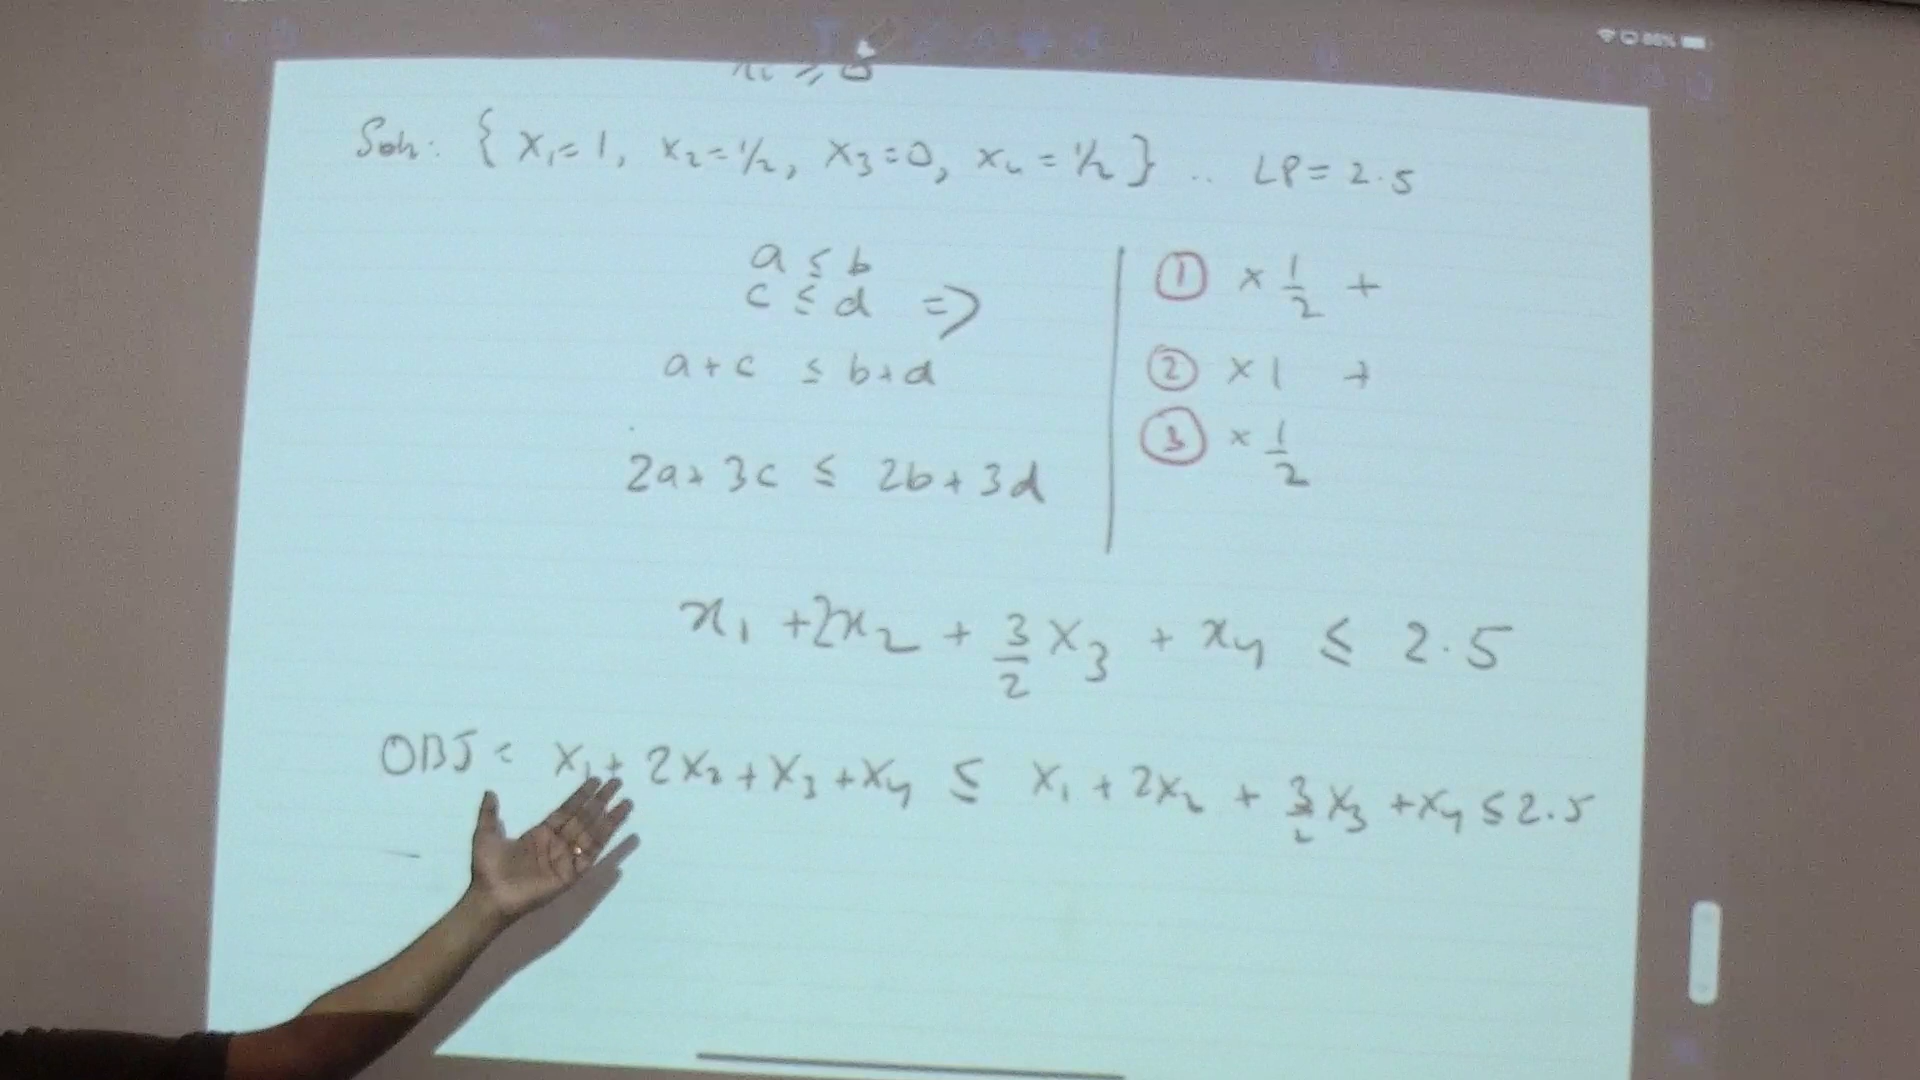 Soln: { x₁=1, x₂=1/2, x₃=0, x₄=1/2 } .. LP = 2.5
a ≤ b
c ≤ d =>
a + c ≤ b + d
2a + 3c ≤ 2b + 3d
① × 1/2 +
② × 1 +
③ × 1/2
x₁ + 2x₂ + 3/2 x₃ + x₄ ≤ 2.5
OBJ = x₁ + 2x₂ + x₃ + x₄ ≤ x₁ + 2x₂ + 3/2 x₃ + x₄ ≤ 2.5